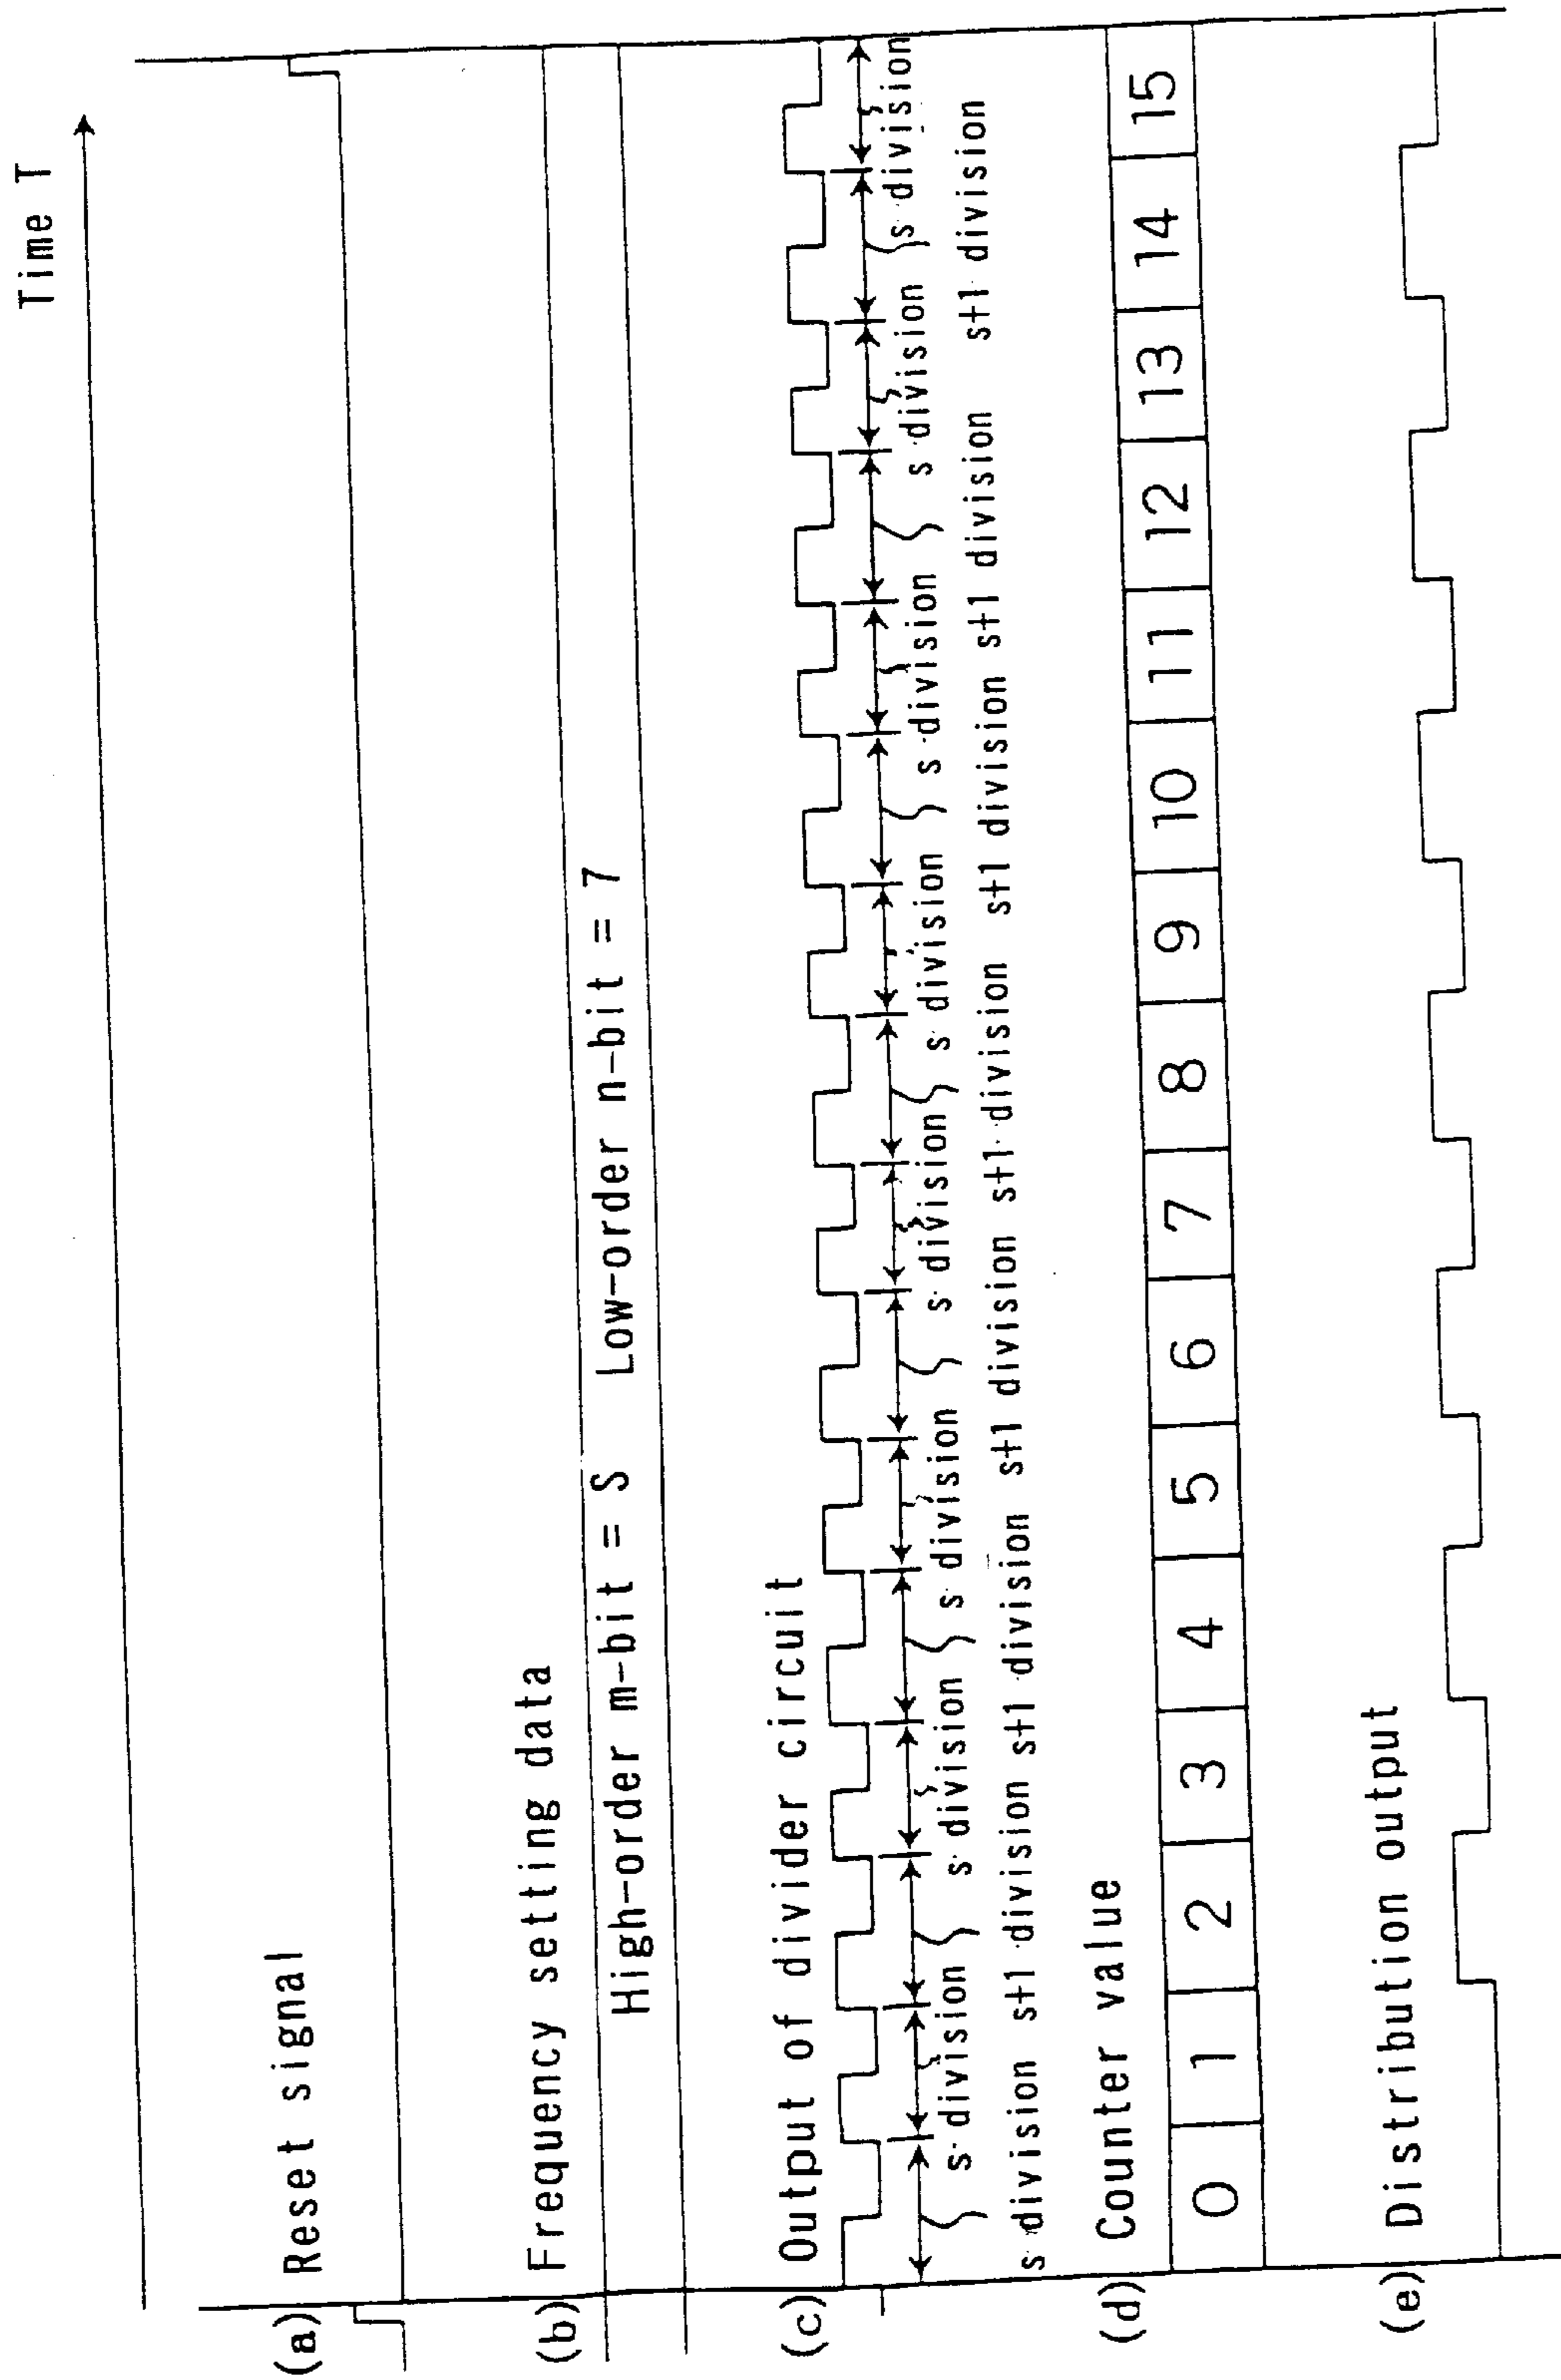 Time T
(a) Reset signal
(b) Frequency setting data
High-order m-bit = S Low-order n-bit = 7
(c) Output of divider circuit
s division s division s division s division s division s division s division s division
s division s+1 division s+1 division s+1 division s+1 division s+1 division s+1 division s+1 division
(d) Counter value
0 1 2 3 4 5 6 7 8 9 10 11 12 13 14 15
(e) Distribution output